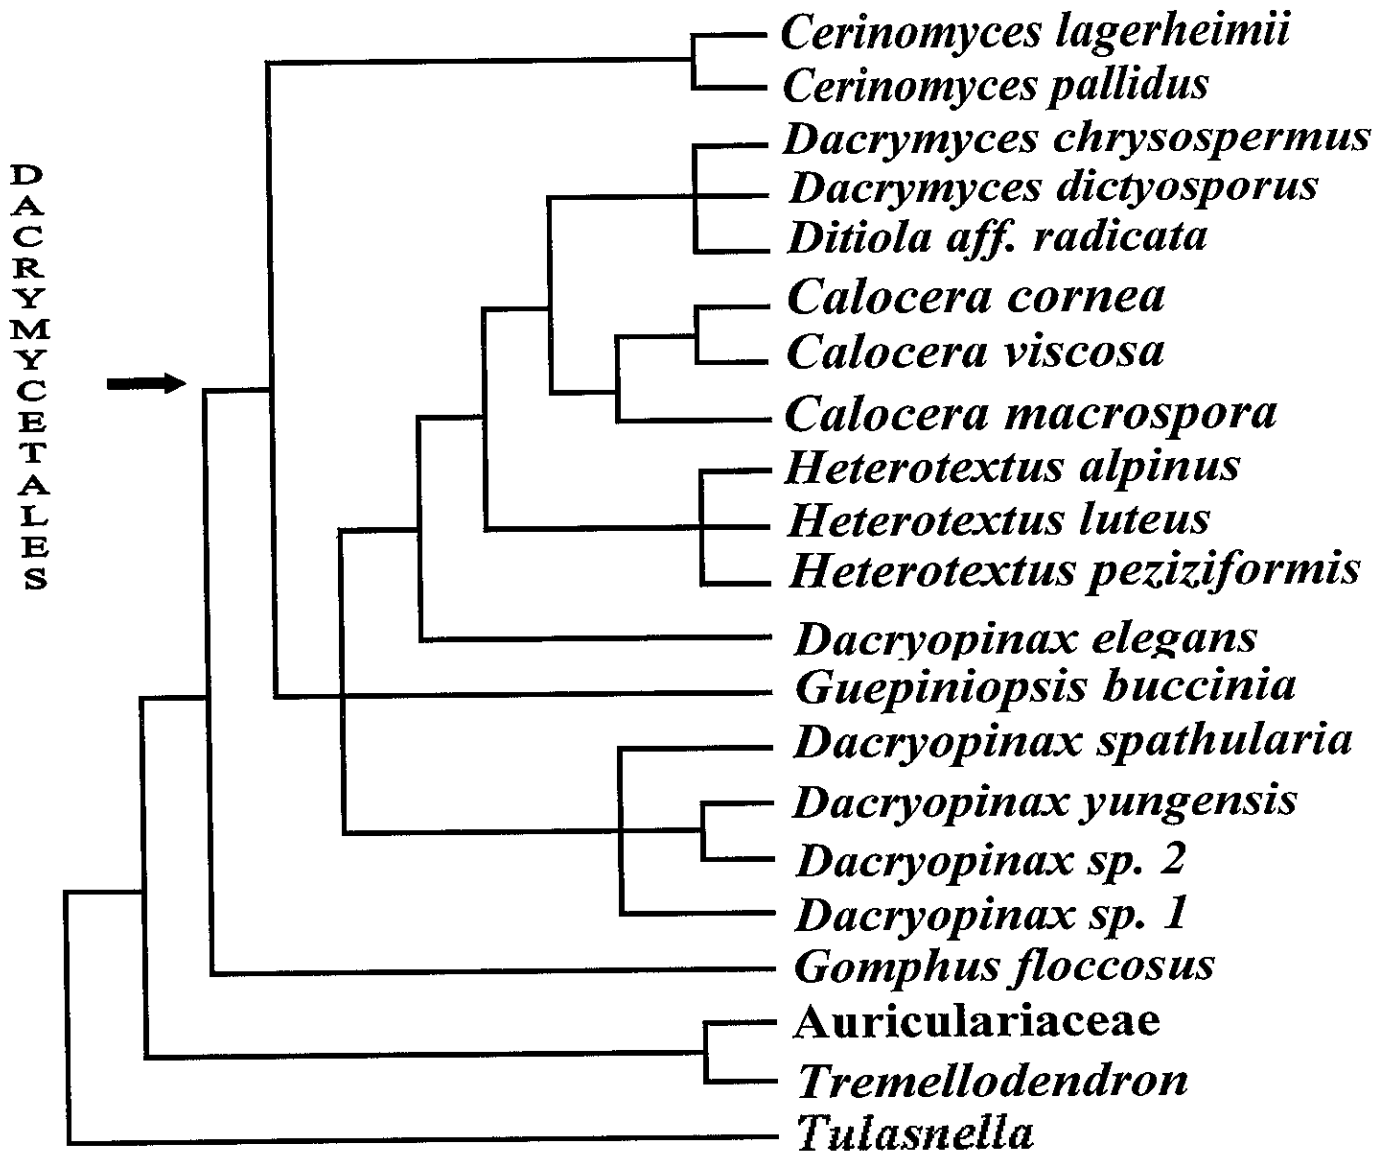 DACRYMYCETALES
Cerinomyces lagerheimii
Cerinomyces pallidus
Dacrymyces chrysospermus
Dacrymyces dictyosporus
Ditiola aff. radicata
Calocera cornea
Calocera viscosa
Calocera macrospora
Heterotextus alpinus
Heterotextus luteus
Heterotextus peziziformis
Dacryopinax elegans
Guepiniopsis buccinia
Dacryopinax spathularia
Dacryopinax yungensis
Dacryopinax sp. 2
Dacryopinax sp. 1
Gomphus floccosus
Auriculariaceae
Tremellodendron
Tulasnella